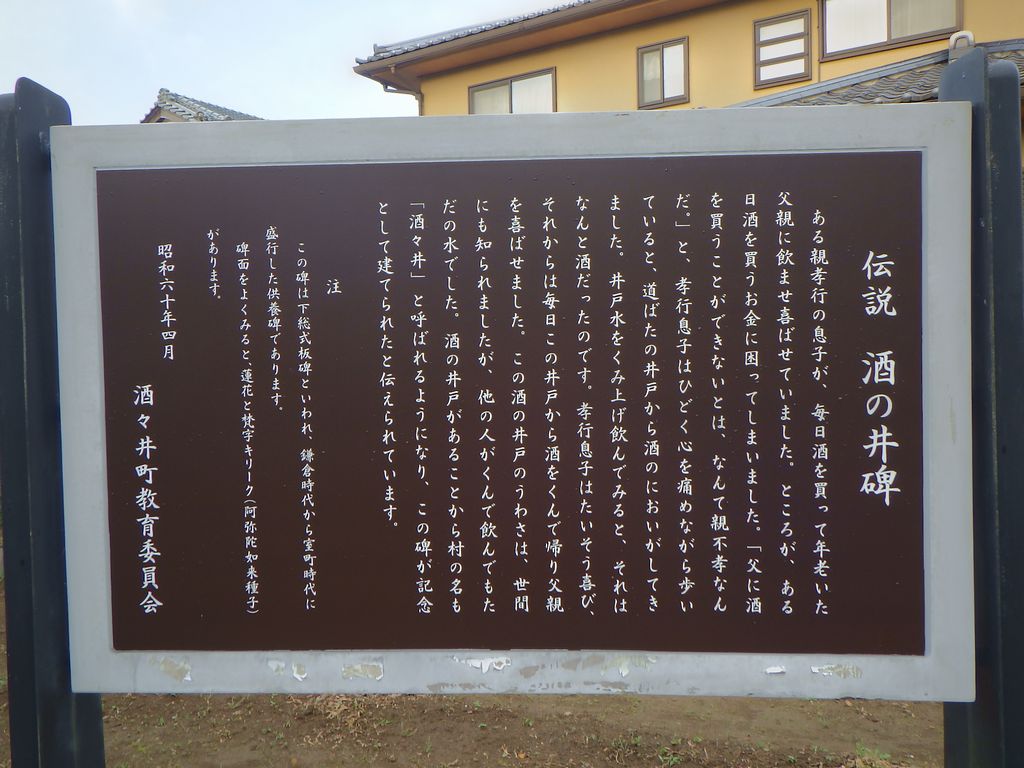 伝説　酒の井碑
ある親孝行の息子が、毎日酒を買って年老いた
父親に飲ませ喜ばせていました。ところが、ある
日酒を買うお金に困ってしまいました。「父に酒
を買うことができないとは、なんて親不孝なん
だ。」と、孝行息子はひどく心を痛めながら歩い
ていると、道ばたの井戸から酒のにおいがしてき
ました。井戸水をくみ上げ飲んでみると、それは
なんと酒だったのです。孝行息子はたいそう喜び、
それからは毎日この井戸から酒をくんで帰り父親
を喜ばせました。この酒の井戸のうわさは、世間
にも知られましたが、他の人がくんで飲んでもた
だの水でした。酒の井戸があることから村の名も
「酒々井」と呼ばれるようになり、この碑が記念
として建てられたと伝えられています。
注
この碑は下総式板碑といわれ、鎌倉時代から室町時代に
盛行した供養碑であります。
碑面をよくみると、蓮花と梵字キリーク(阿弥陀如来種子)
があります。
昭和六十年四月
酒々井町教育委員会